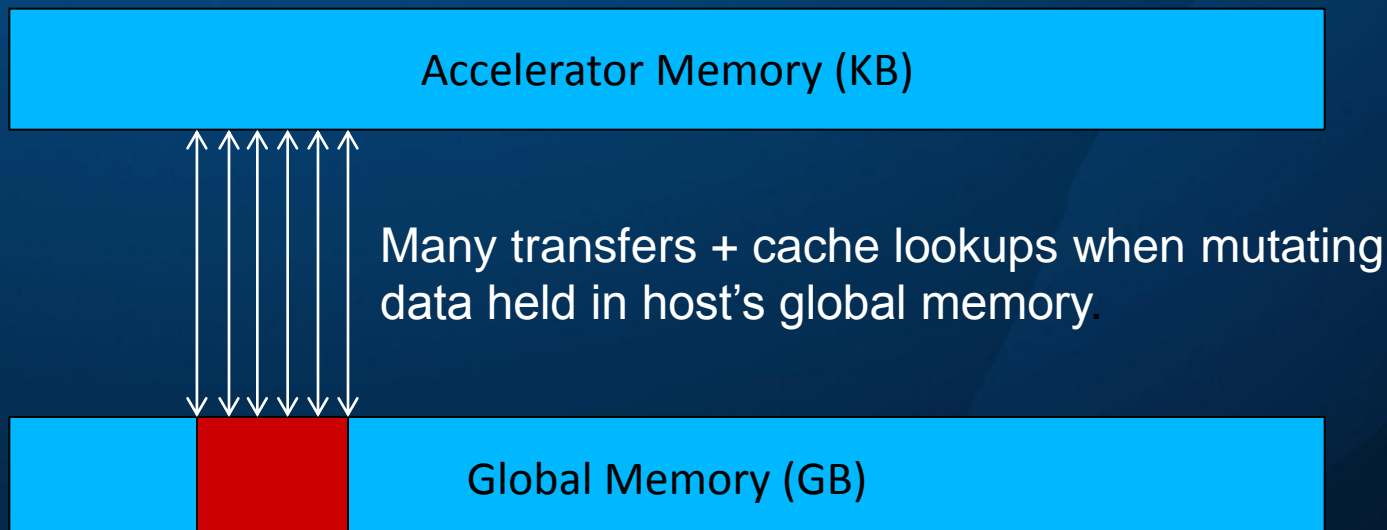 Accelerator Memory (KB)
Many transfers + cache lookups when mutating
data held in host’s global memory.
Global Memory (GB)